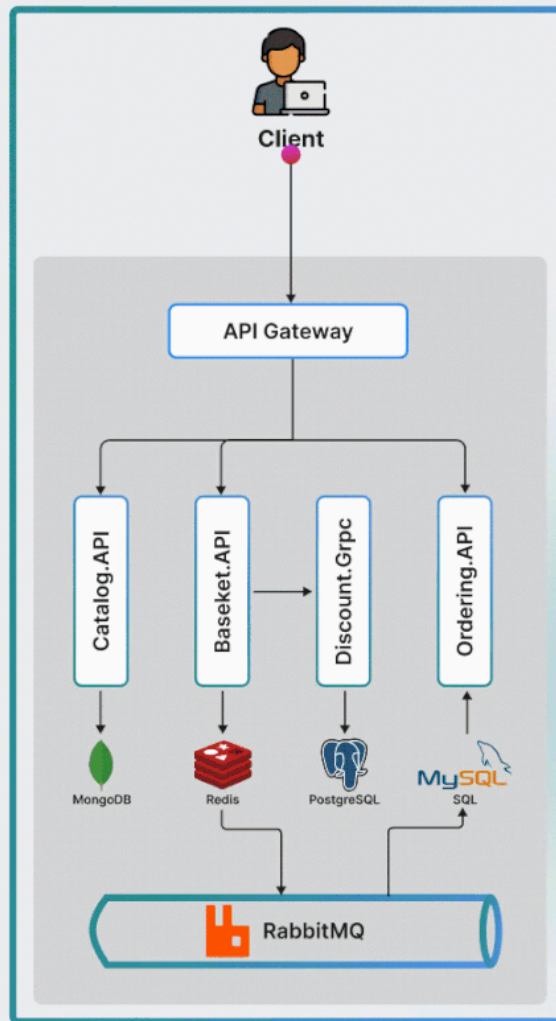 Client
API Gateway
Catalog.API
Baseket.API
Discount.Grpc
Ordering.API
MongoDB
Redis
PostgreSQL
MySQL
SQL
RabbitMQ